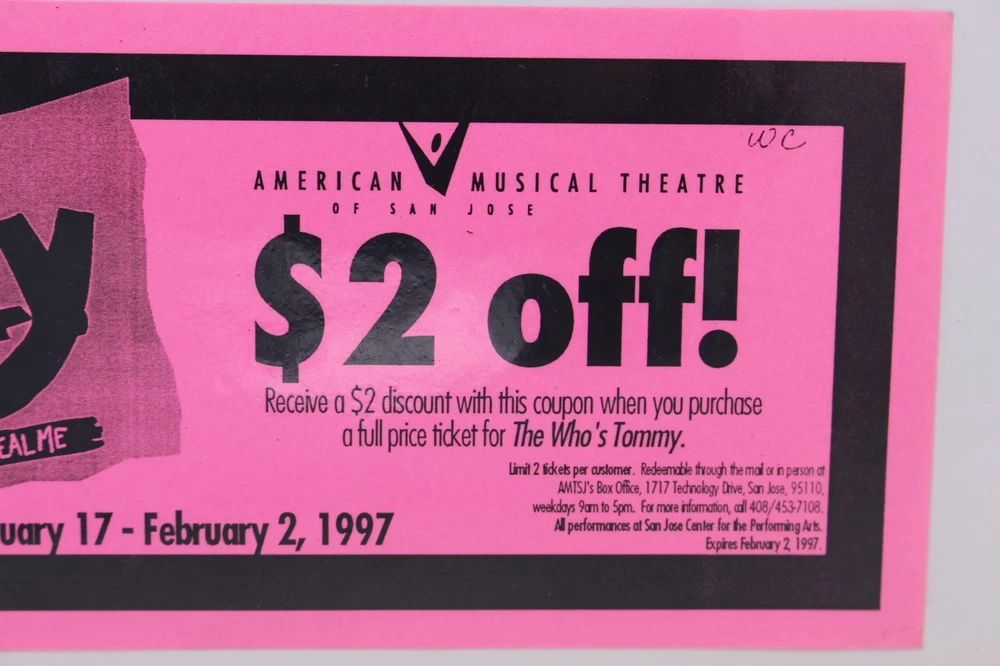 WC
AMERICAN MUSICAL THEATRE
OF SAN JOSE
$2 off!
Receive a $2 discount with this coupon when you purchase
a full price ticket for The Who's Tommy.
Limit 2 tickets per customer. Redeemable through the mail or in person at
AMTSJ's Box Office, 1717 Technology Drive, San Jose, 95110,
weekdays 9am to 5pm. For more information, call 408/453-7108.
All performances at San Jose Center for the Performing Arts.
Expires February 2, 1997.
y
EAL ME
uary 17 - February 2, 1997